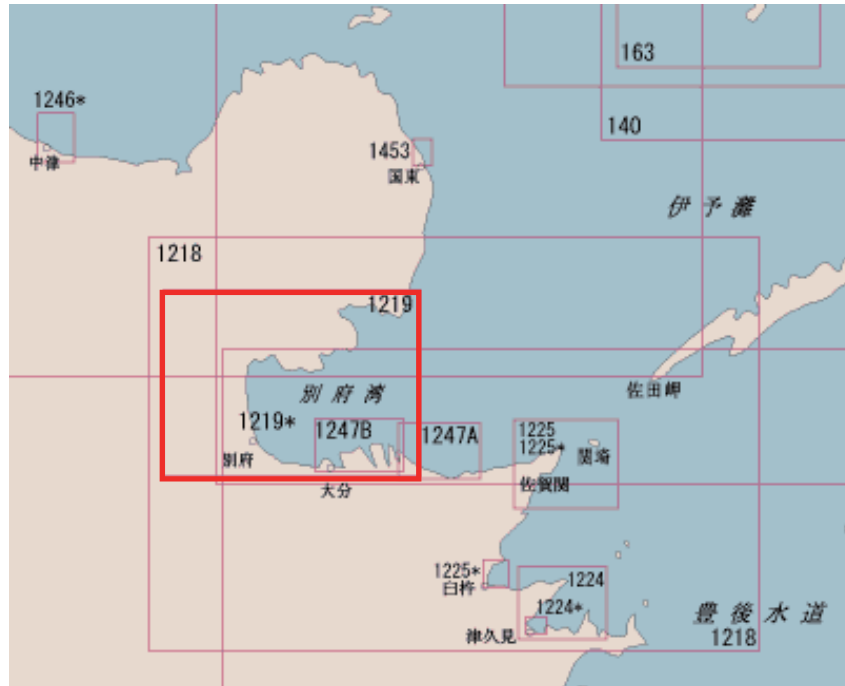 163
1246*
140
1453
中津
国東
伊予灘
1218
1219
佐田岬
別府湾
1219*
1247B
1247A
1225
1225*
関埼
別府
佐賀関
大分
1225*
臼杵
1224
1224*
豊後水道
津久見
1218